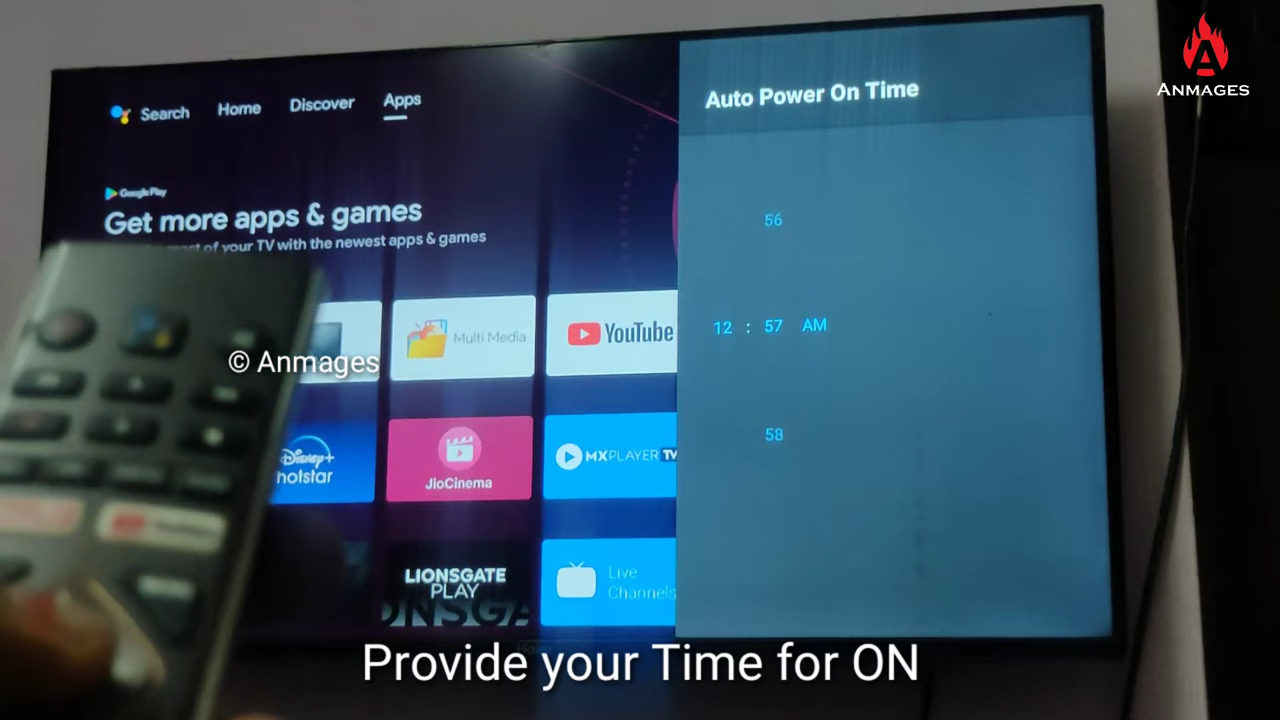 ANMAGES
Search Home Discover Apps
Google Play
Get more apps & games
most of your TV with the newest apps & games
Auto Power On Time
56
12 : 57 AM
58
Multi Media
YouTube
© Anmages
Disney+
hotstar
JioCinema
MXPLAYER TV
LIONSGATE
PLAY
Live
Channels
Provide your Time for ON